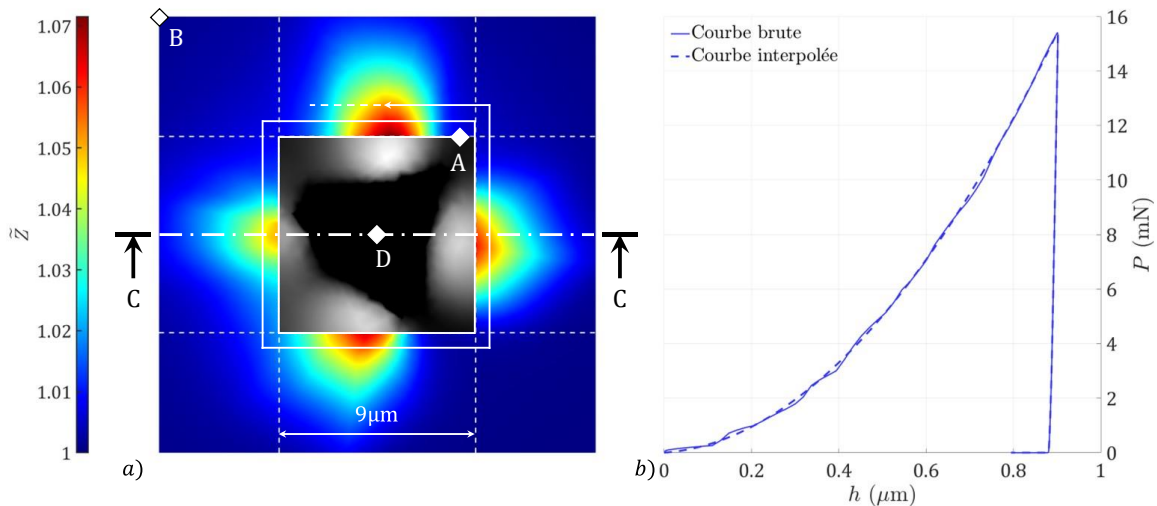 1.07
1.06
1.05
1.04
1.03
1.02
1.01
1
z̃
B
A
D
C
C
9μm
a)
Courbe brute
Courbe interpolée
16
14
12
10
8
6
4
2
0
P (mN)
0
0.2
0.4
0.6
0.8
1
h (μm)
b)